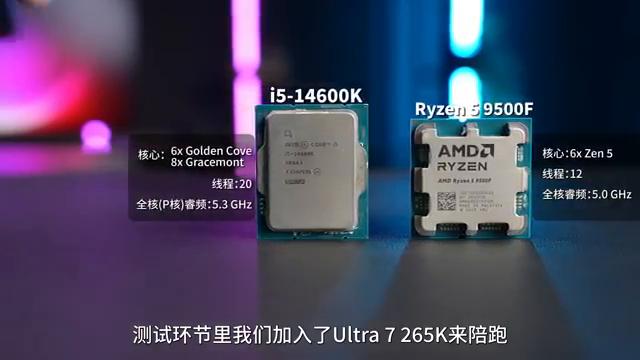 i5-14600K
核心：6x Golden Cove
8x Gracemont
线程：20
全核(P核)睿频：5.3 GHz
Ryzen 5 9500F
核心：6x Zen 5
线程：12
全核睿频：5.0 GHz
AMD
RYZEN
AMD Ryzen 5 9500F
测试环节里我们加入了Ultra 7 265K来陪跑